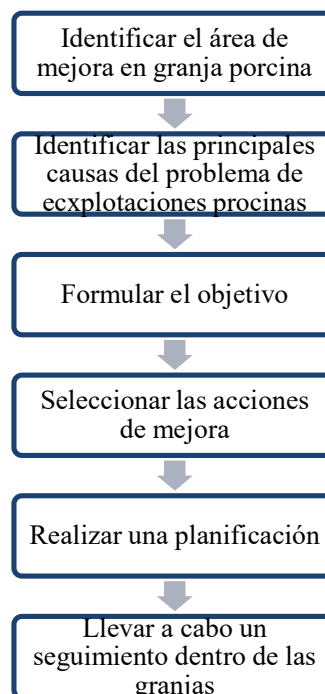 Identificar el área de
mejora en granja porcina
Identificar las principales
causas del problema de
ecxplotaciones procinas
Formular el objetivo
Seleccionar las acciones
de mejora
Realizar una planificación
Llevar a cabo un
seguimiento dentro de las
granjas